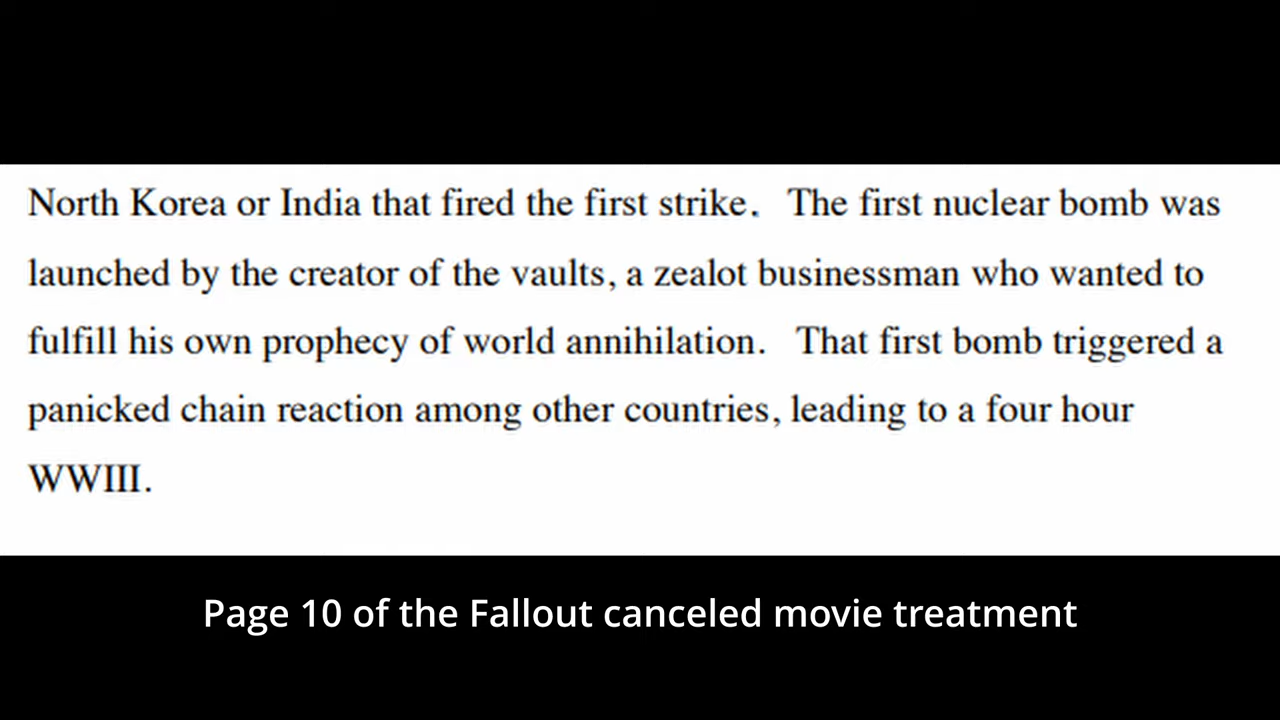 North Korea or India that fired the first strike. The first nuclear bomb was
launched by the creator of the vaults, a zealot businessman who wanted to
fulfill his own prophecy of world annihilation. That first bomb triggered a
panicked chain reaction among other countries, leading to a four hour
WWIII.
Page 10 of the Fallout canceled movie treatment